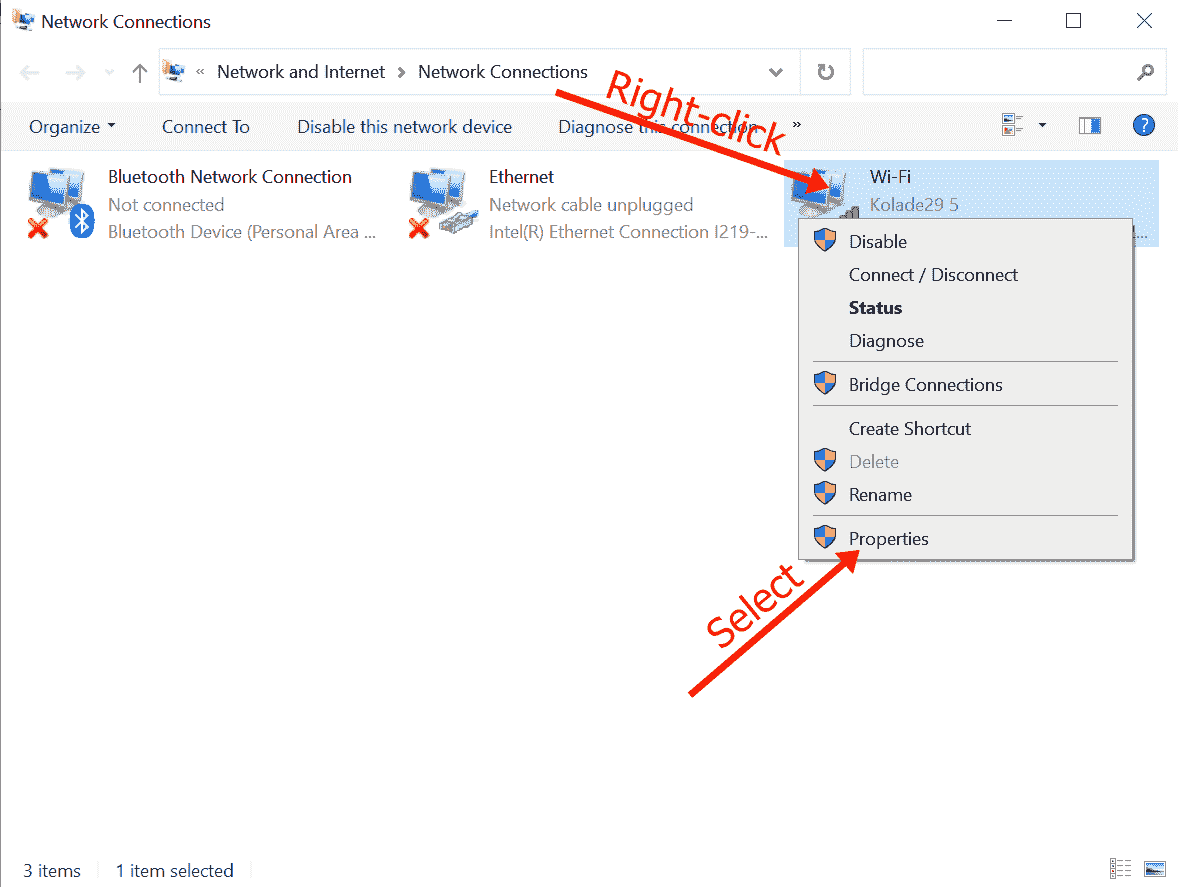 Network Connections
« Network and Internet > Network Connections
Organize Connect To Disable this network device Diagnose this connection »
Right-click
Bluetooth Network Connection
Not connected
Bluetooth Device (Personal Area ...
Ethernet
Network cable unplugged
Intel(R) Ethernet Connection I219-...
Wi-Fi
Kolade29 5
Disable
Connect / Disconnect
Status
Diagnose
Bridge Connections
Create Shortcut
Delete
Rename
Properties
Select
3 items 1 item selected